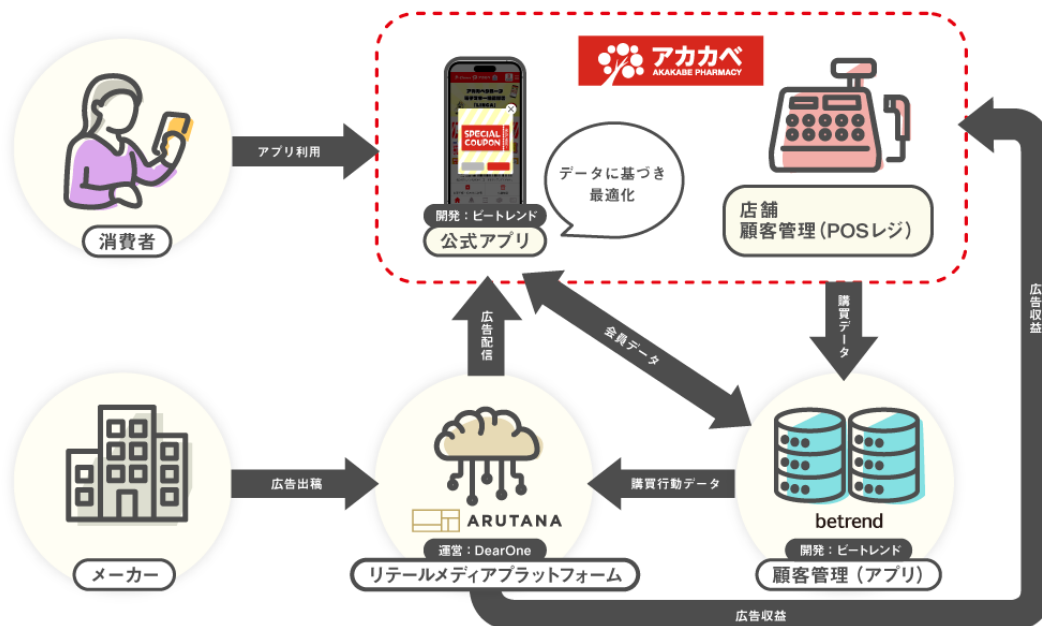 アカカベ
AKAKABE PHARMACY
SPECIAL
COUPON
データに基づき
最適化
アプリ利用
消費者
開発：ビートレンド
公式アプリ
店舗
顧客管理（POSレジ）
広告配信
会員データ
購買データ
広告収益
メーカー
広告出稿
ARUTANA
運営：DearOne
リテールメディアプラットフォーム
購買行動データ
betrend
開発：ビートレンド
顧客管理（アプリ）
広告収益